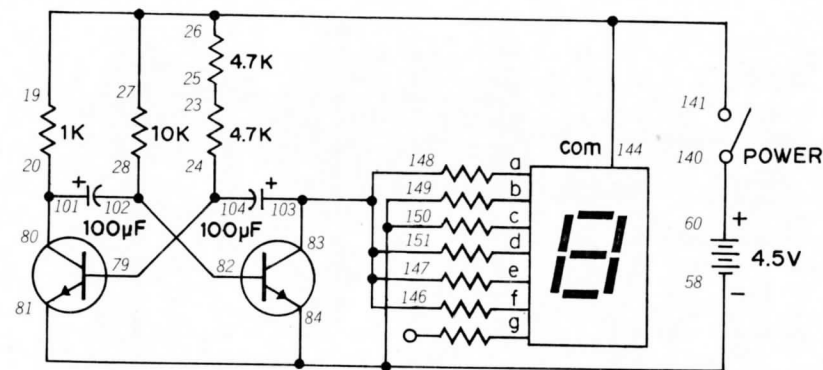 26
4.7K
25
19
27
23
141
1K
10K
4.7K
20
28
24
com
144
140
POWER
148
a
149
b
101
102
104
103
150
c
60
+
+
+
100µF
100µF
151
d
80
83
4.5V
79
82
147
e
58
−
146
f
81
84
g